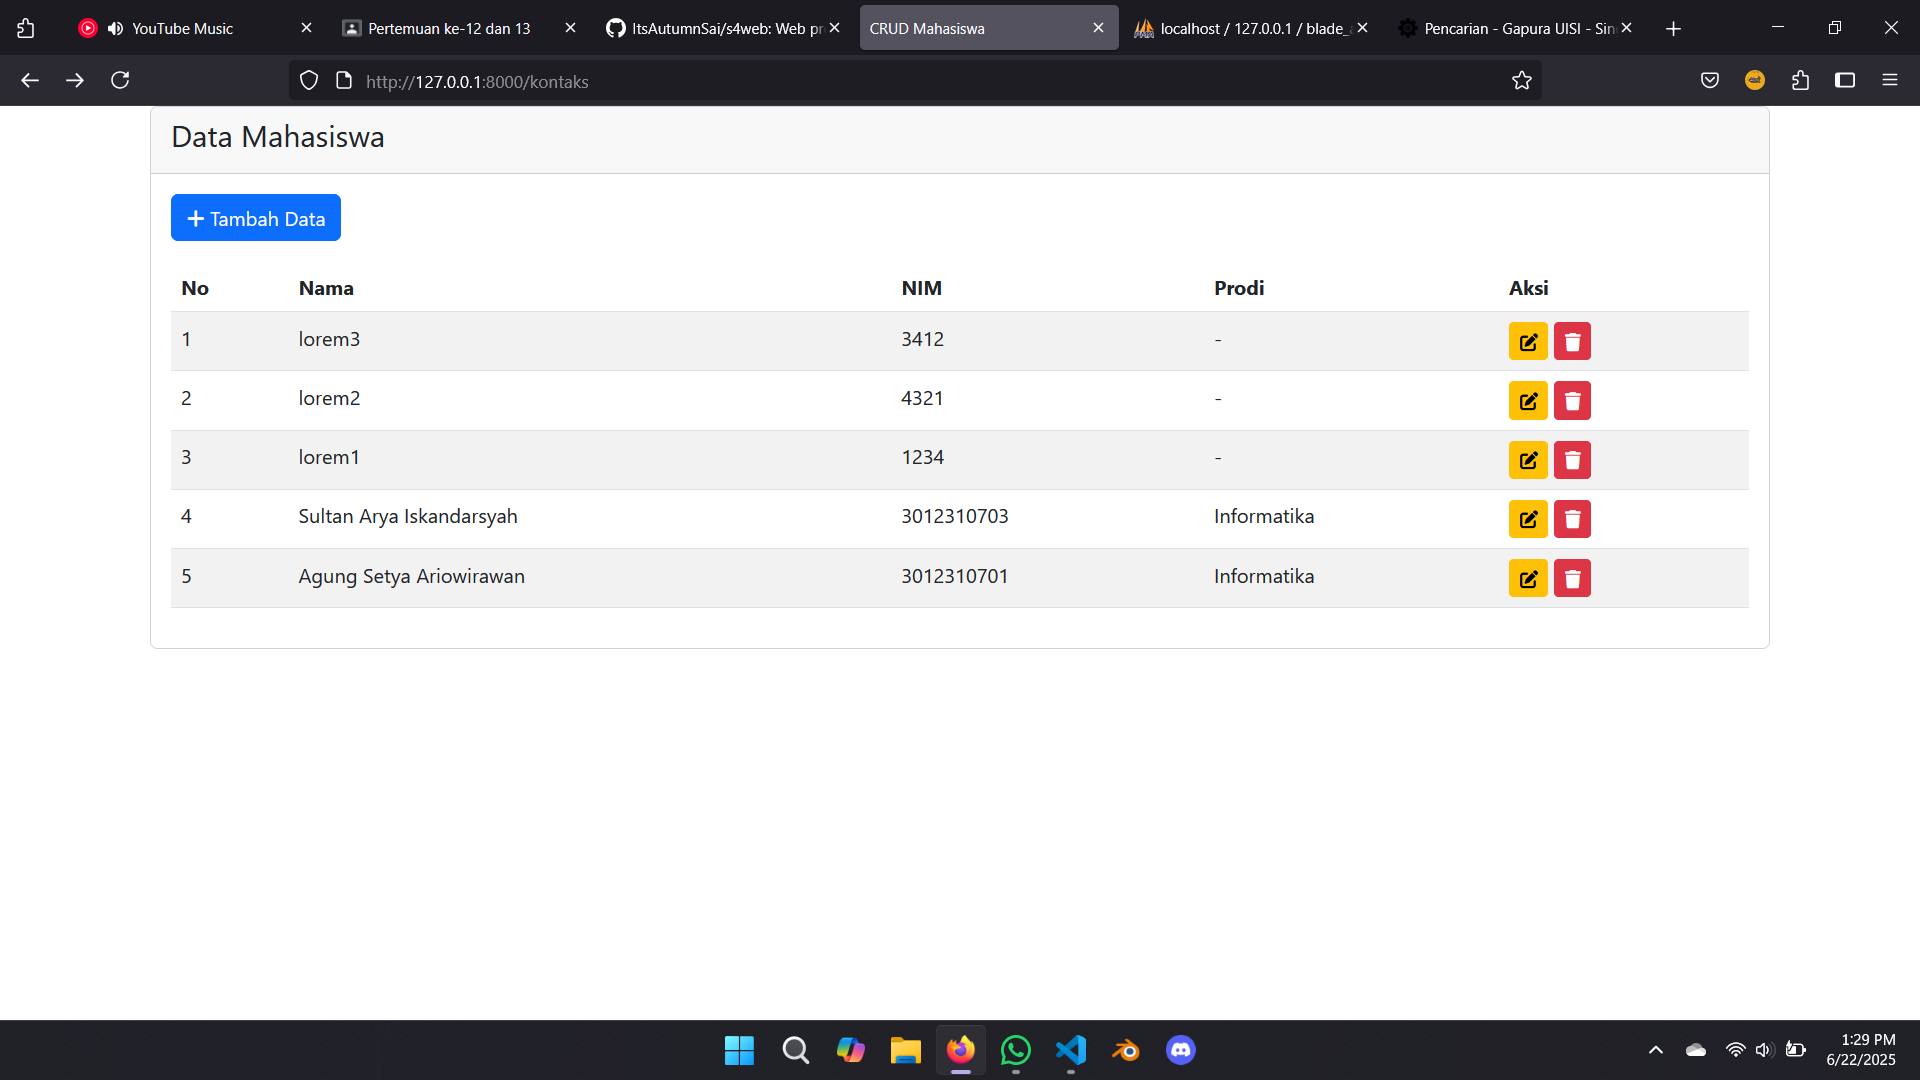 YouTube Music
Pertemuan ke-12 dan 13
ItsAutumnSai/s4web: Web pr
CRUD Mahasiswa
localhost / 127.0.0.1 / blade_
Pencarian - Gapura UISI - Sin
http://127.0.0.1:8000/kontaks
Data Mahasiswa
Tambah Data
No Nama NIM Prodi Aksi
1 lorem3 3412 -
2 lorem2 4321 -
3 lorem1 1234 -
4 Sultan Arya Iskandarsyah 3012310703 Informatika
5 Agung Setya Ariowirawan 3012310701 Informatika
1:29 PM
6/22/2025